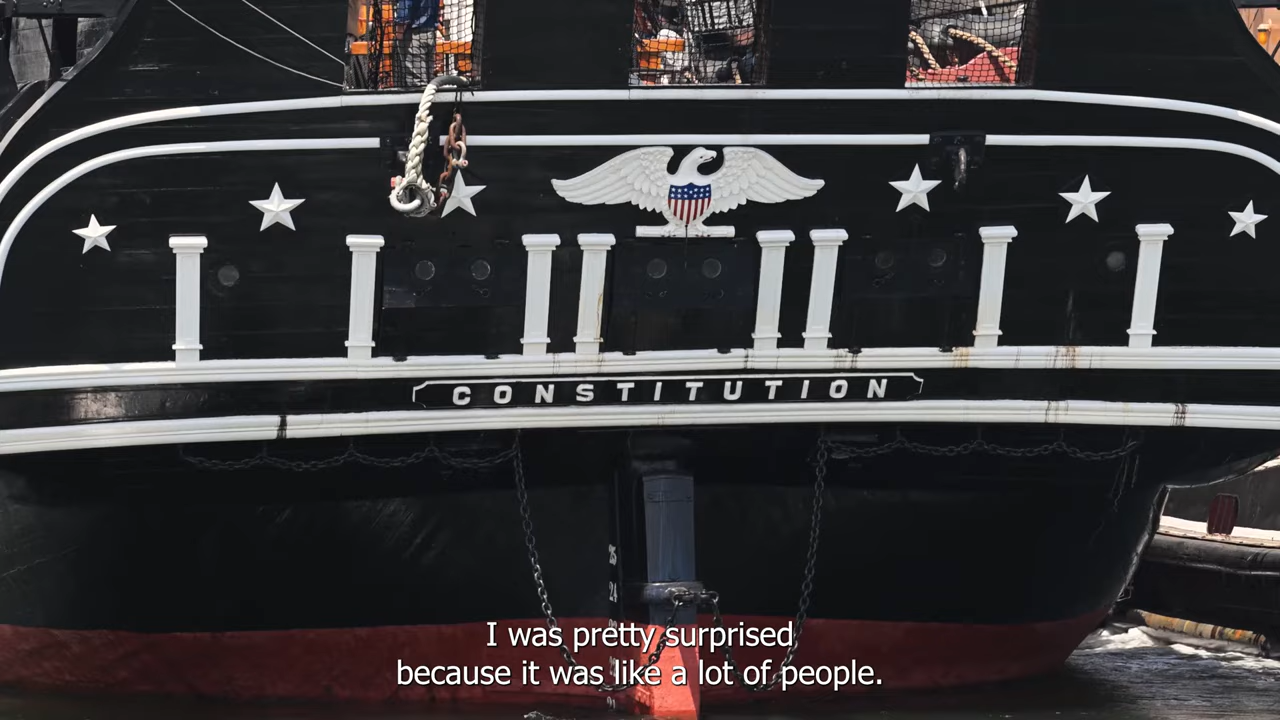 CONSTITUTION
I was pretty surprised
because it was like a lot of people.